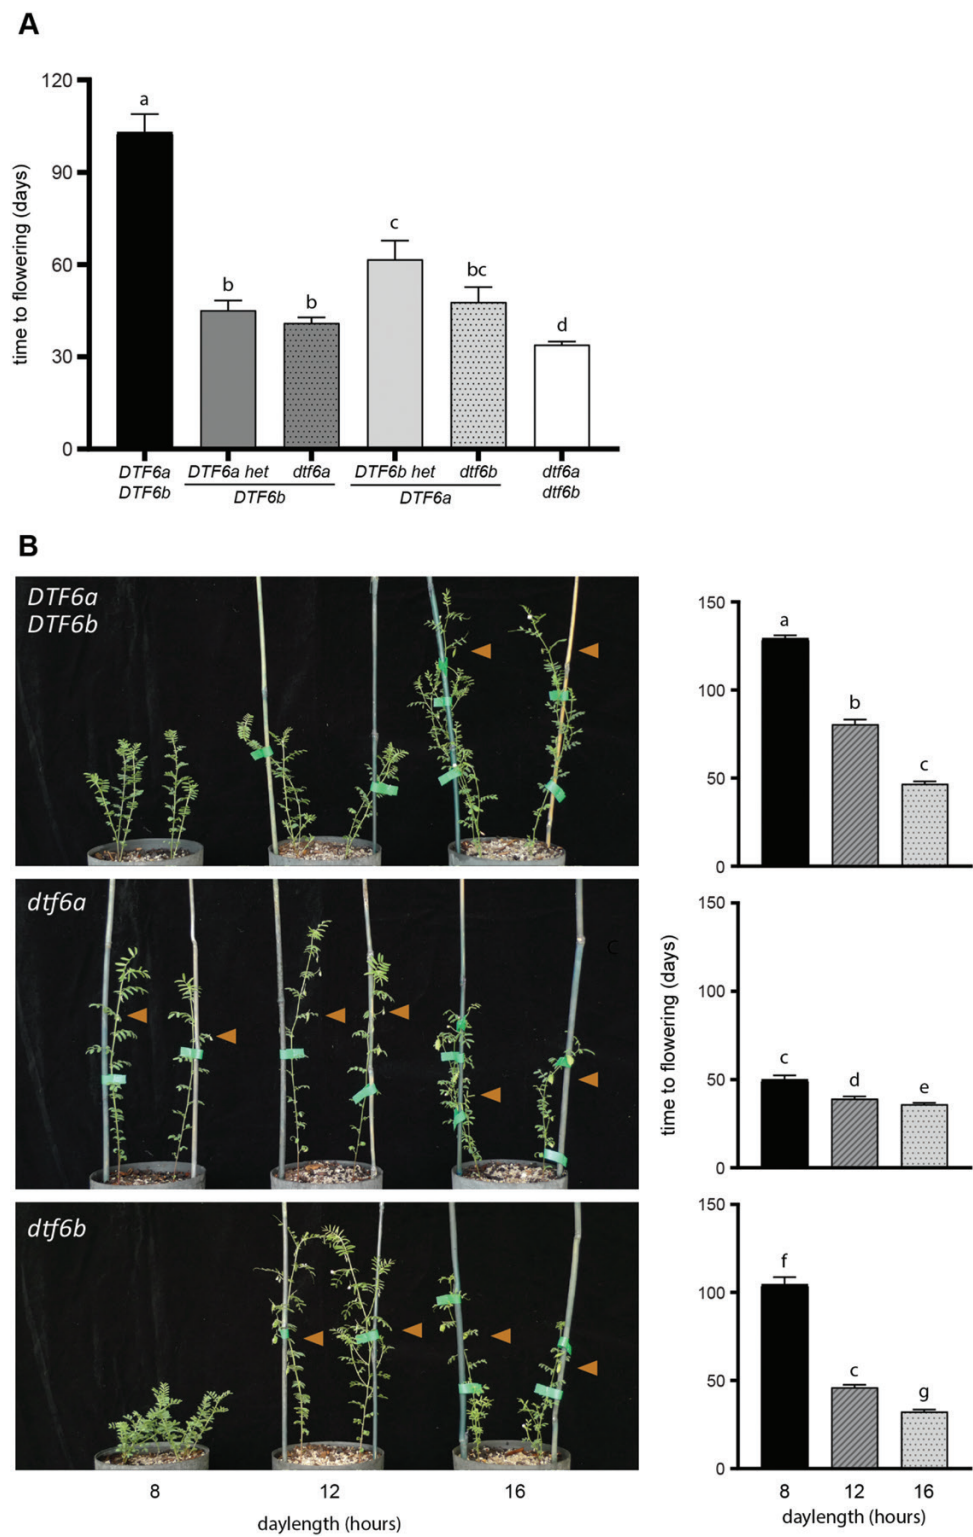 A
120
90
60
30
0
time to flowering (days)
a
b
b
c
bc
d
DTF6a
DTF6b
DTF6a het
dtf6a
DTF6b
DTF6b het
dtf6b
DTF6a
dtf6a
dtf6b
B
DTF6a
DTF6b
dtf6a
C
dtf6b
8
12
16
daylength (hours)
150
100
50
0
a
b
c
150
100
50
0
c
d
e
time to flowering (days)
150
100
50
0
f
c
g
8
12
16
daylength (hours)